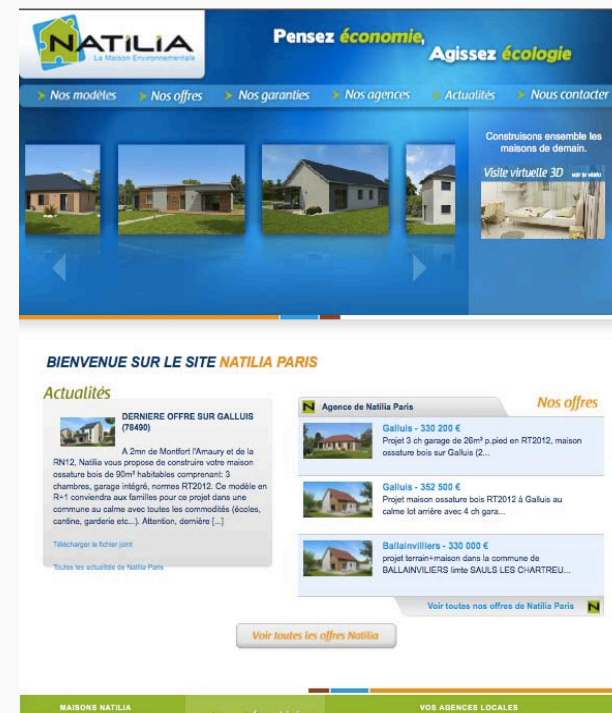 NATILIA
La Maison Environnementale
Pensez économie,
Agissez écologie
Nos modèles
Nos offres
Nos garanties
Nos agences
Actualités
Nous contacter
Construisons ensemble les
maisons de demain.
Visite virtuelle 3D voir la vidéo
BIENVENUE SUR LE SITE NATILIA PARIS
Actualités
DERNIERE OFFRE SUR GALLUIS
(78490)
A 2mn de Montfort l'Amaury et de la
RN12, Natilia vous propose de construire votre maison
ossature bois de 90m² habitables comprenant: 3
chambres, garage intégré, normes RT2012. Ce modèle en
R+1 conviendra aux familles pour ce projet dans une
commune au calme avec toutes les commodités (écoles,
cantine, garderie etc...). Attention, dernière [...]
Télécharger le fichier joint
Toutes les actualités de Natilia Paris
Agence de Natilia Paris
Nos offres
Galluis - 330 200 €
Projet 3 ch garage de 26m² p.pied en RT2012, maison
ossature bois sur Galluis (2...
Galluis - 352 500 €
Projet maison ossature bois RT2012 à Galluis au
calme lot arrière avec 4 ch gara...
Ballainvilliers - 330 000 €
projet terrain+maison dans la commune de
BALLAINVILIERS limte SAULS LES CHARTREU...
Voir toutes nos offres de Natilia Paris
Voir toutes les offres Natilia
MAISONS NATILIA
VOS AGENCES LOCALES